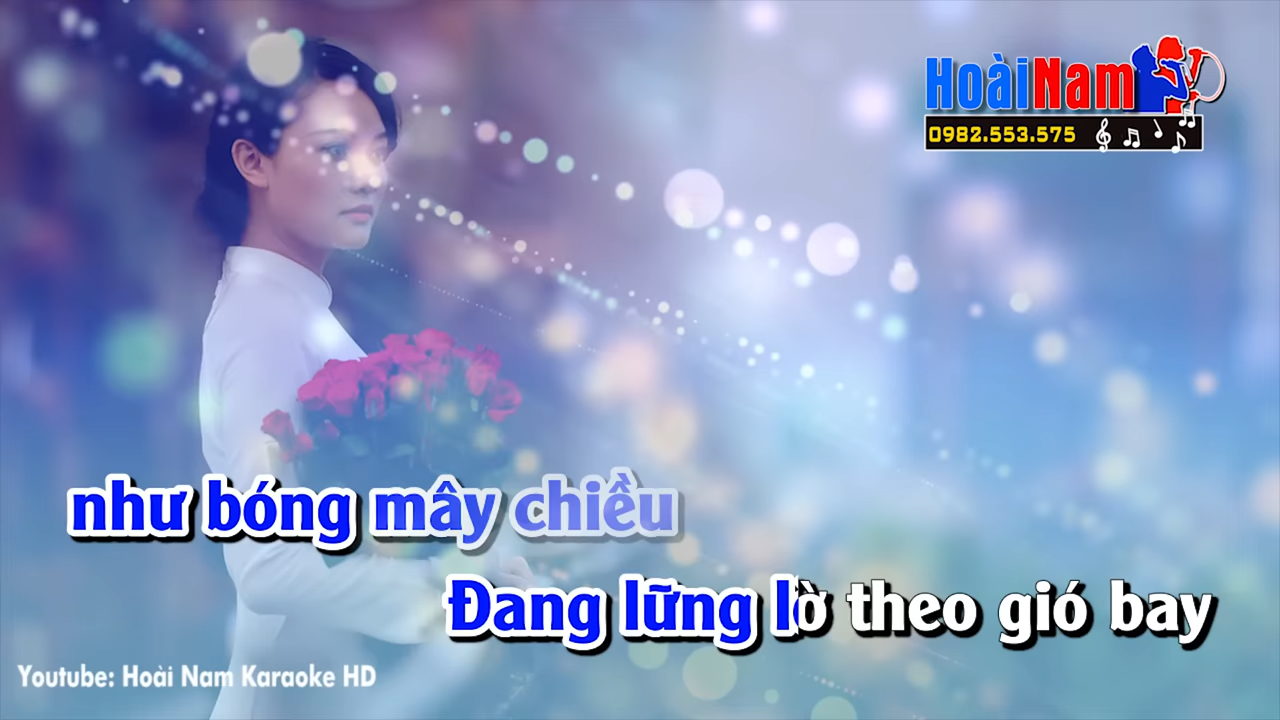 HoàiNam
0982.553.575
như bóng mây chiều
Đang lững lờ theo gió bay
Youtube: Hoài Nam Karaoke HD